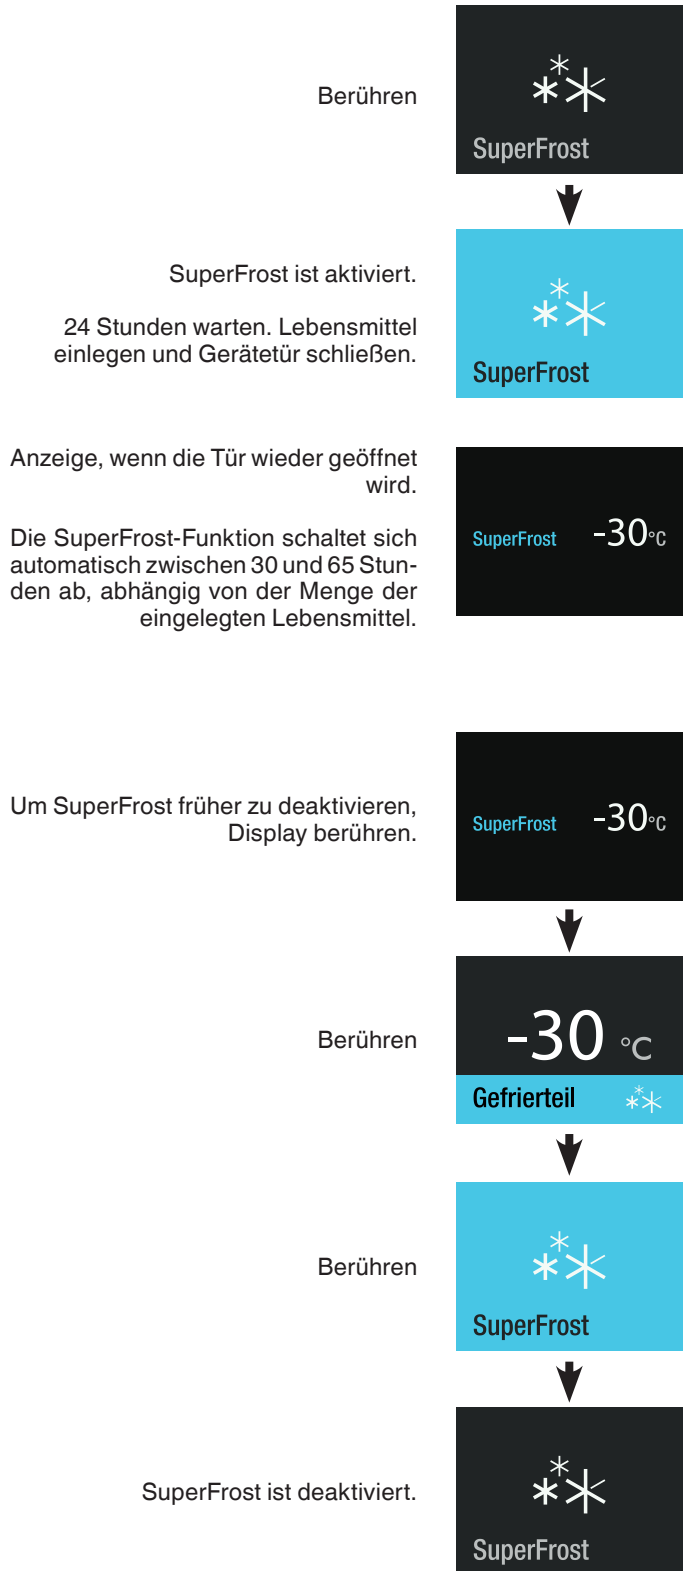 Berühren
SuperFrost
SuperFrost ist aktiviert.
24 Stunden warten. Lebensmittel
einlegen und Gerätetür schließen.
SuperFrost
Anzeige, wenn die Tür wieder geöffnet
wird.
Die SuperFrost-Funktion schaltet sich
automatisch zwischen 30 und 65 Stun-
den ab, abhängig von der Menge der
eingelegten Lebensmittel.
SuperFrost -30°C
Um SuperFrost früher zu deaktivieren,
Display berühren.
SuperFrost -30°C
Berühren
-30 °C
Gefrierteil
Berühren
SuperFrost
SuperFrost ist deaktiviert.
SuperFrost